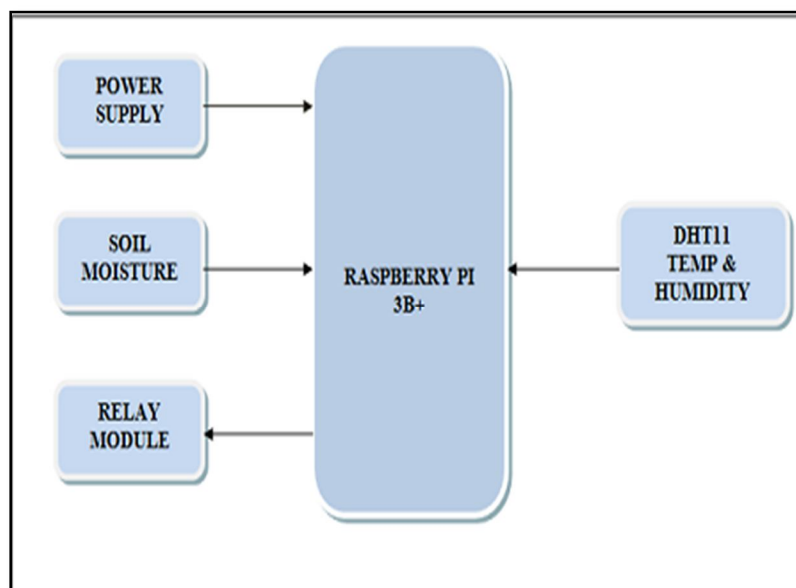 POWER
SUPPLY
SOIL
MOISTURE
RELAY
MODULE
RASPBERRY PI
3B+
DHT11
TEMP &
HUMIDITY